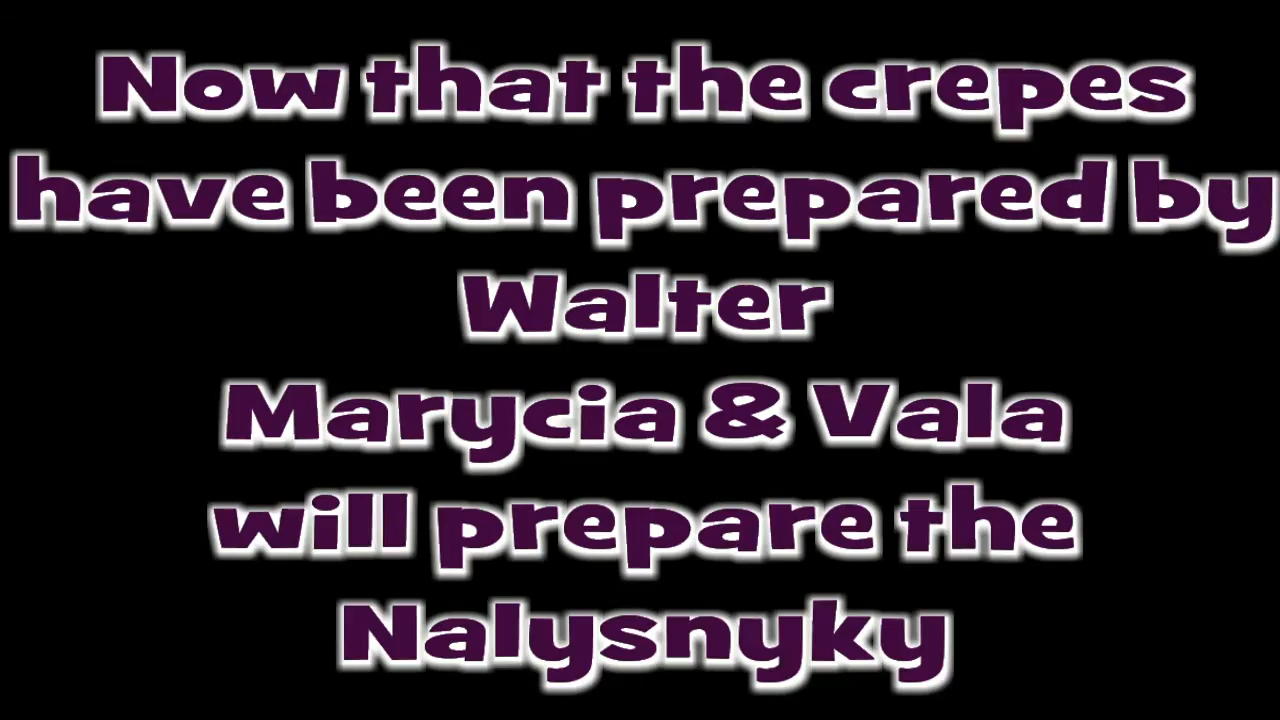 Now that the crepes
have been prepared by
Walter
Marycia & Vala
will prepare the
Nalysnyky